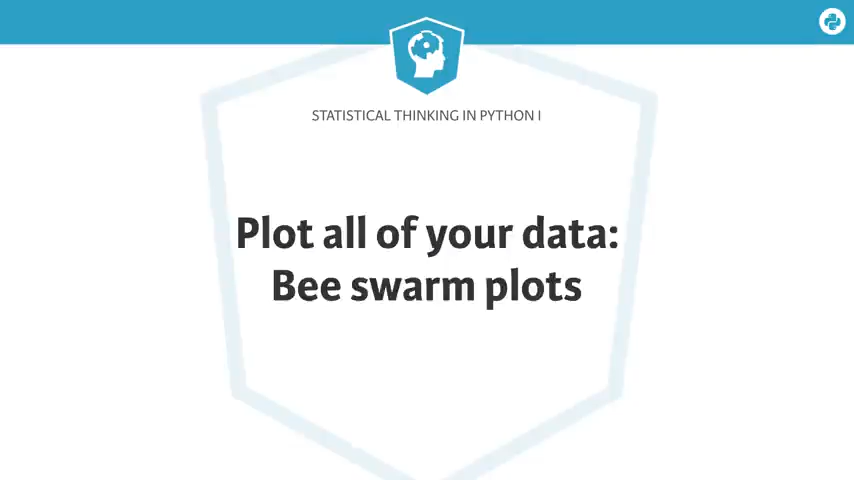 STATISTICAL THINKING IN PYTHON I
Plot all of your data:
Bee swarm plots